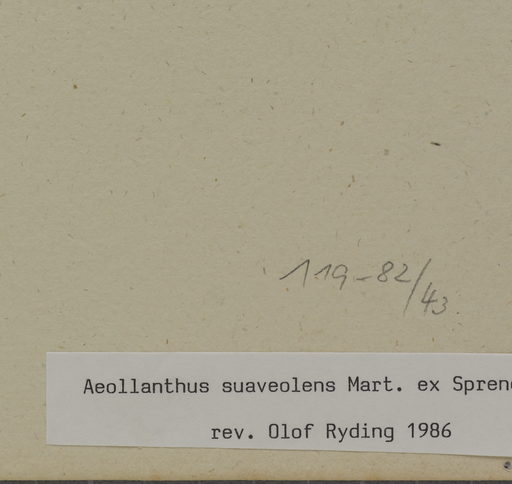 119-82/43
Aeollanthus suaveolens Mart. ex Spren
rev. Olof Ryding 1986